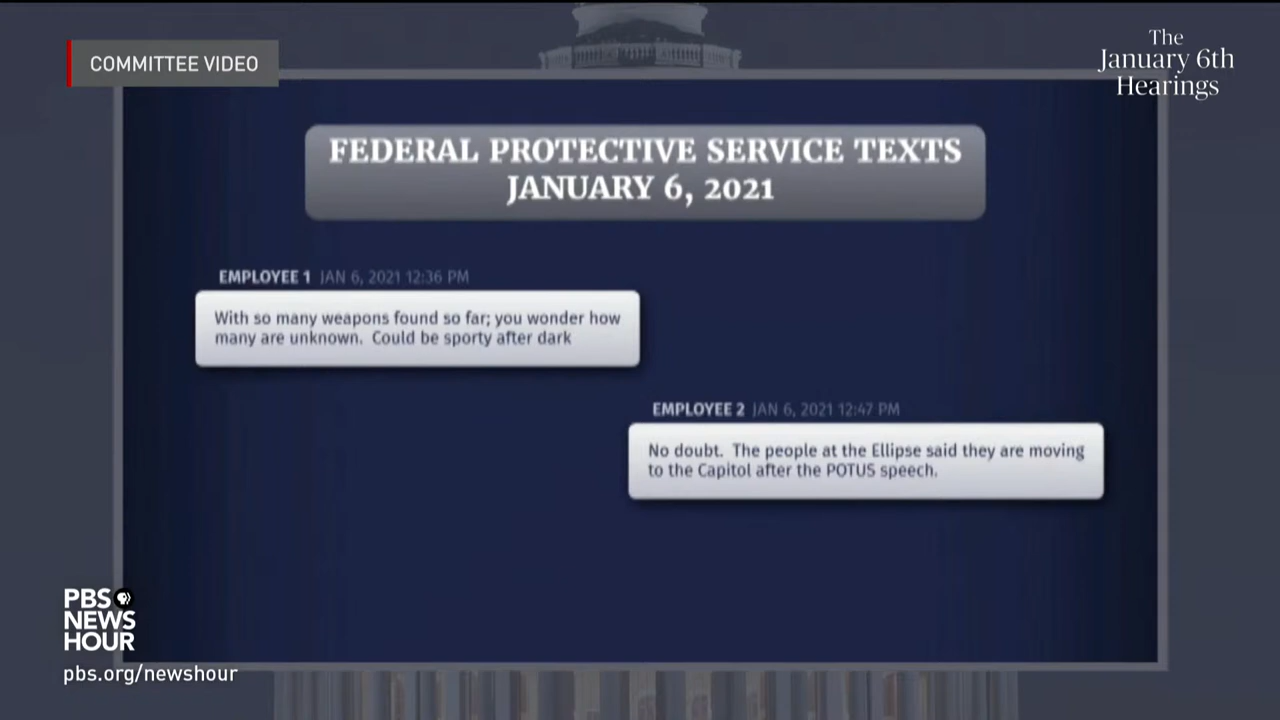 COMMITTEE VIDEO
The
January 6th
Hearings
FEDERAL PROTECTIVE SERVICE TEXTS
JANUARY 6, 2021
EMPLOYEE 1 JAN 6, 2021 12:36 PM
With so many weapons found so far; you wonder how
many are unknown. Could be sporty after dark
EMPLOYEE 2 JAN 6, 2021 12:47 PM
No doubt. The people at the Ellipse said they are moving
to the Capitol after the POTUS speech.
PBS
NEWS
HOUR
pbs.org/newshour